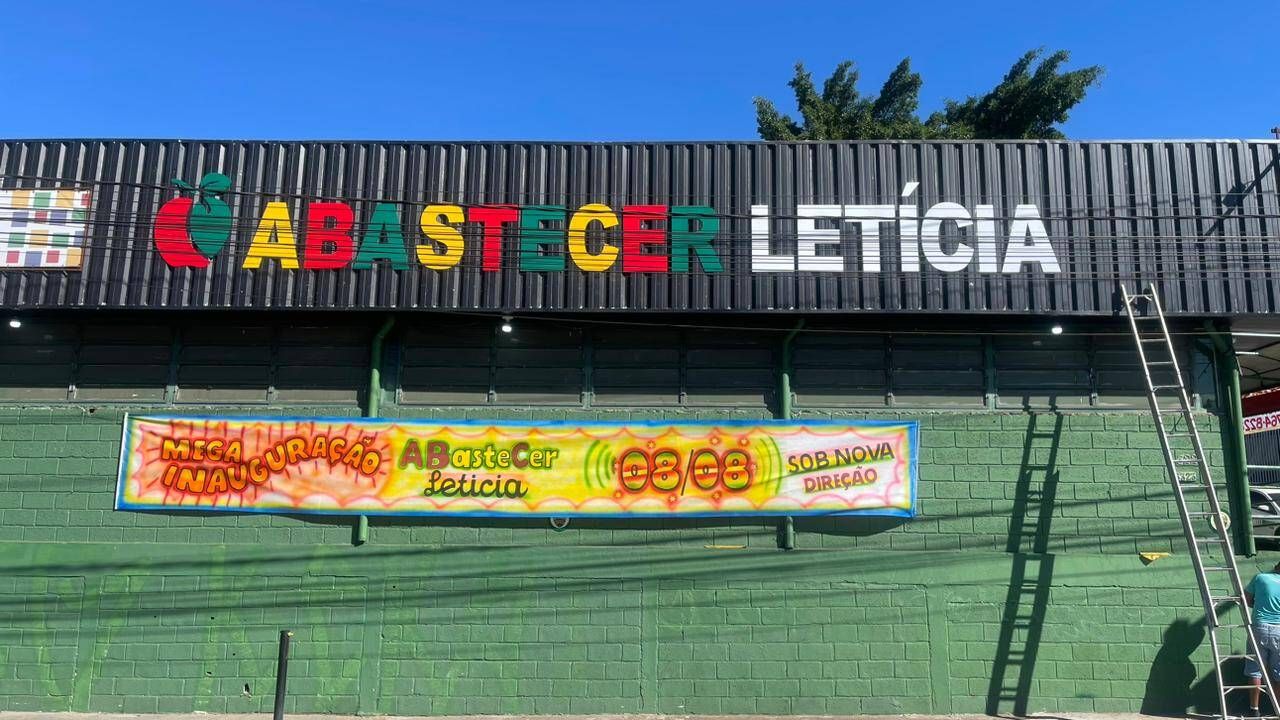 ABASTECER LETÍCIA
MEGA
INAUGURAÇÃO
ABasteCer
Leticia
08/08
SOB NOVA
DIREÇÃO